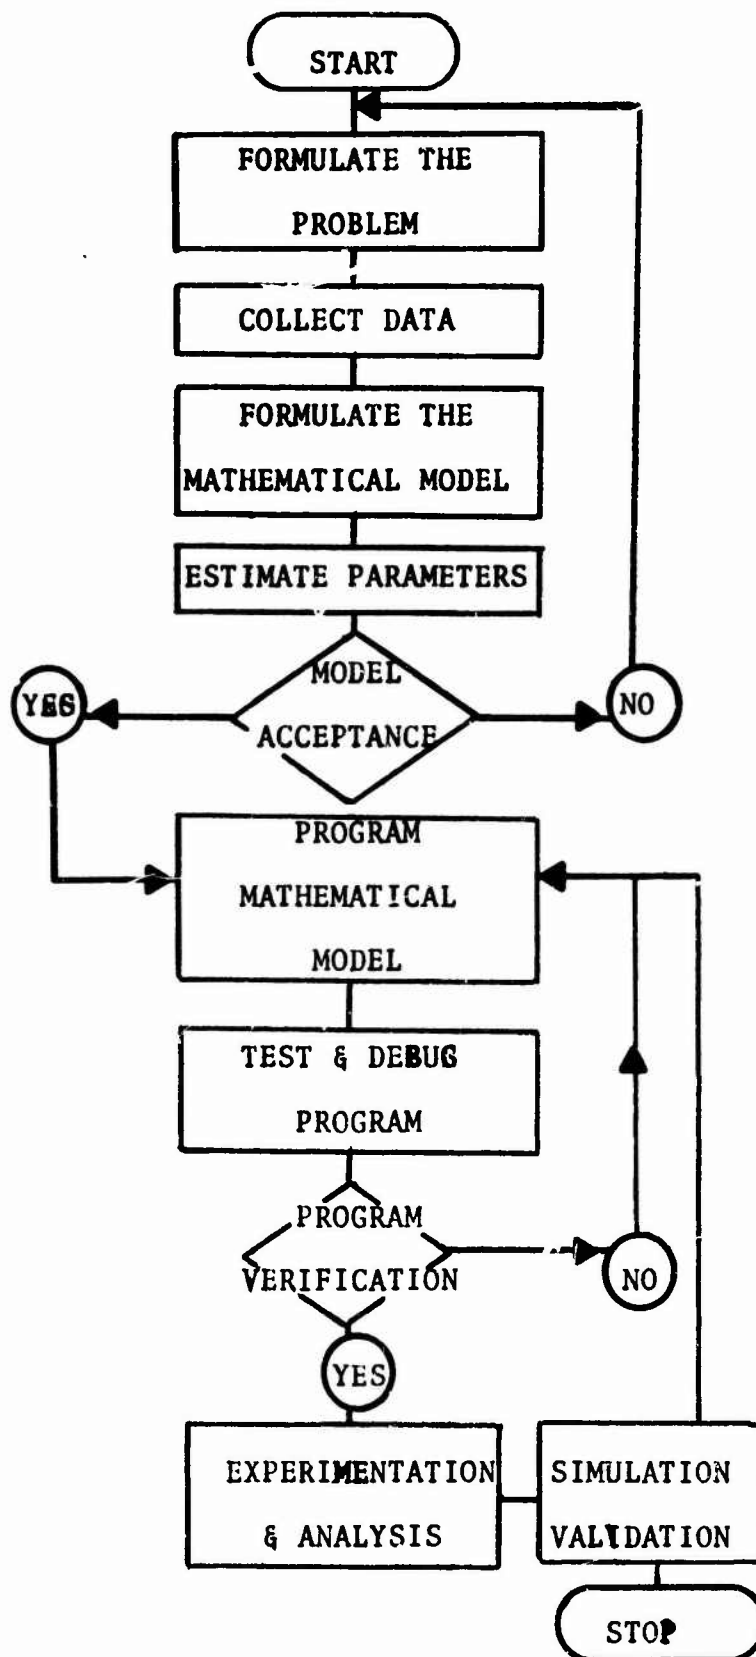 START
FORMULATE THE
PROBLEM
COLLECT DATA
FORMULATE THE
MATHEMATICAL MODEL
ESTIMATE PARAMETERS
MODEL
ACCEPTANCE
YES
NO
PROGRAM
MATHEMATICAL
MODEL
TEST & DEBUG
PROGRAM
PROGRAM
VERIFICATION
NO
YES
EXPERIMENTATION
& ANALYSIS
SIMULATION
VALIDATION
STOP